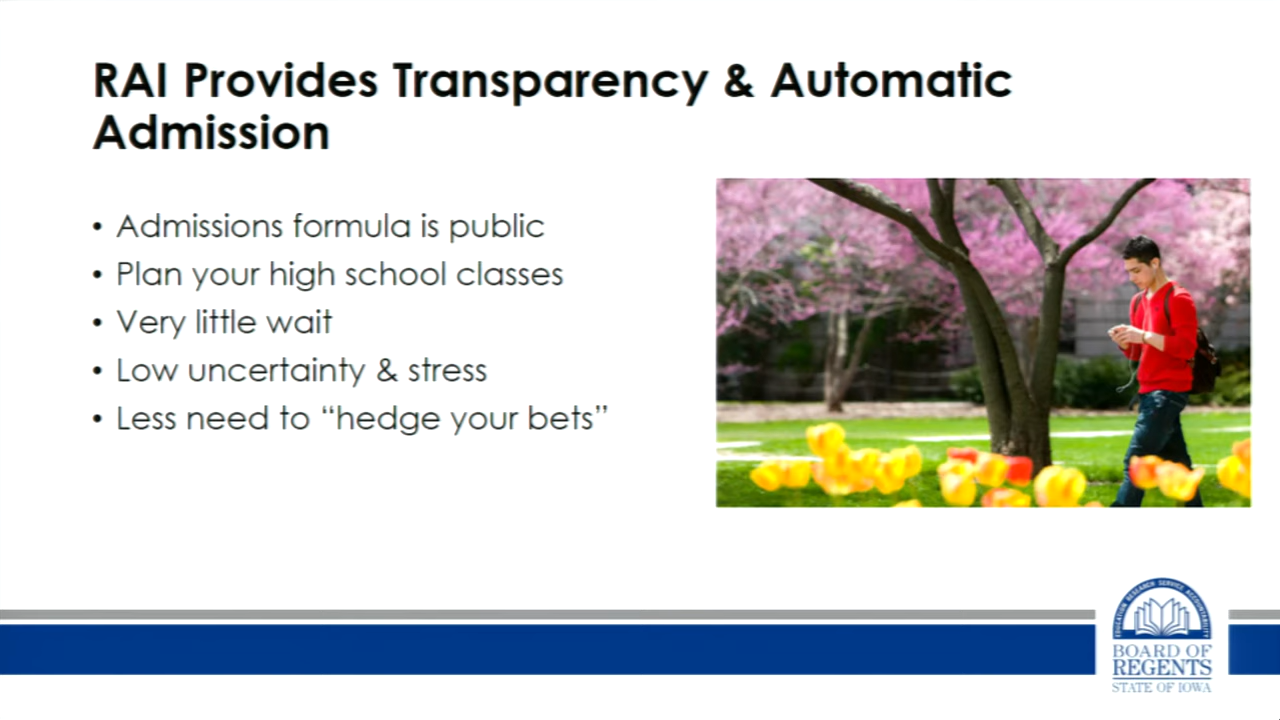 RAI Provides Transparency & Automatic
Admission
• Admissions formula is public
• Plan your high school classes
• Very little wait
• Low uncertainty & stress
• Less need to “hedge your bets”
EDUCATION RESEARCH SERVICE ACCOUNTABILITY
BOARD OF
REGENTS
STATE OF IOWA